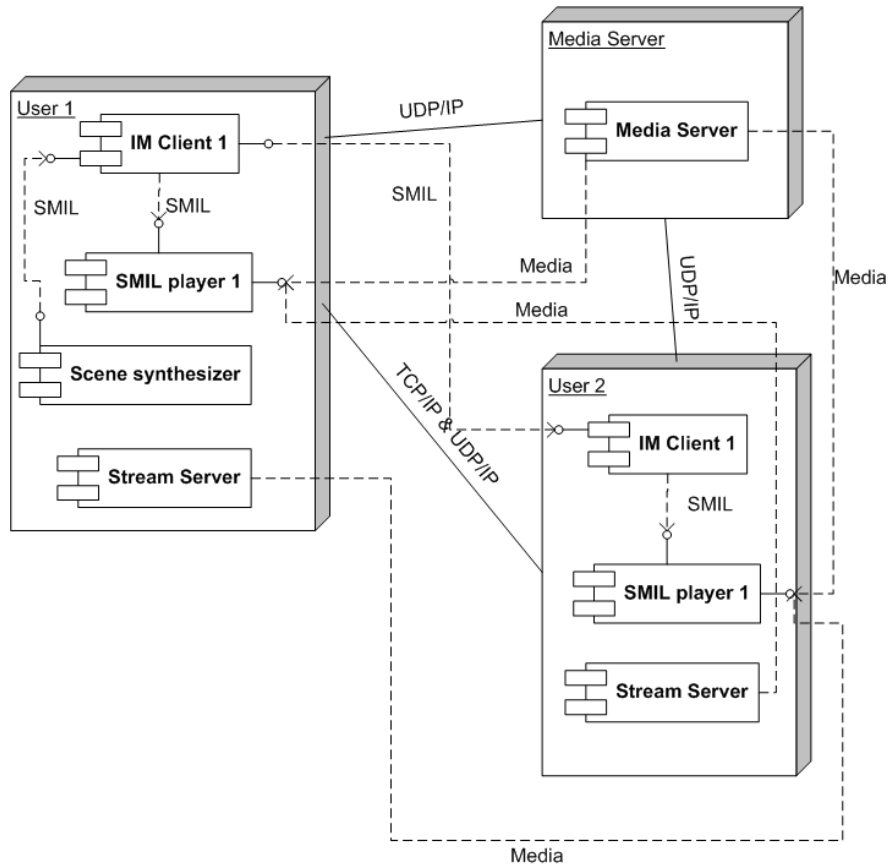 Media Server
User 1
UDP/IP
IM Client 1
Media Server
SMIL
SMIL
SMIL
SMIL player 1
Media
UDP/IP
Media
Media
Scene synthesizer
TCP/IP & UDP/IP
User 2
IM Client 1
Stream Server
SMIL
SMIL player 1
Stream Server
Media